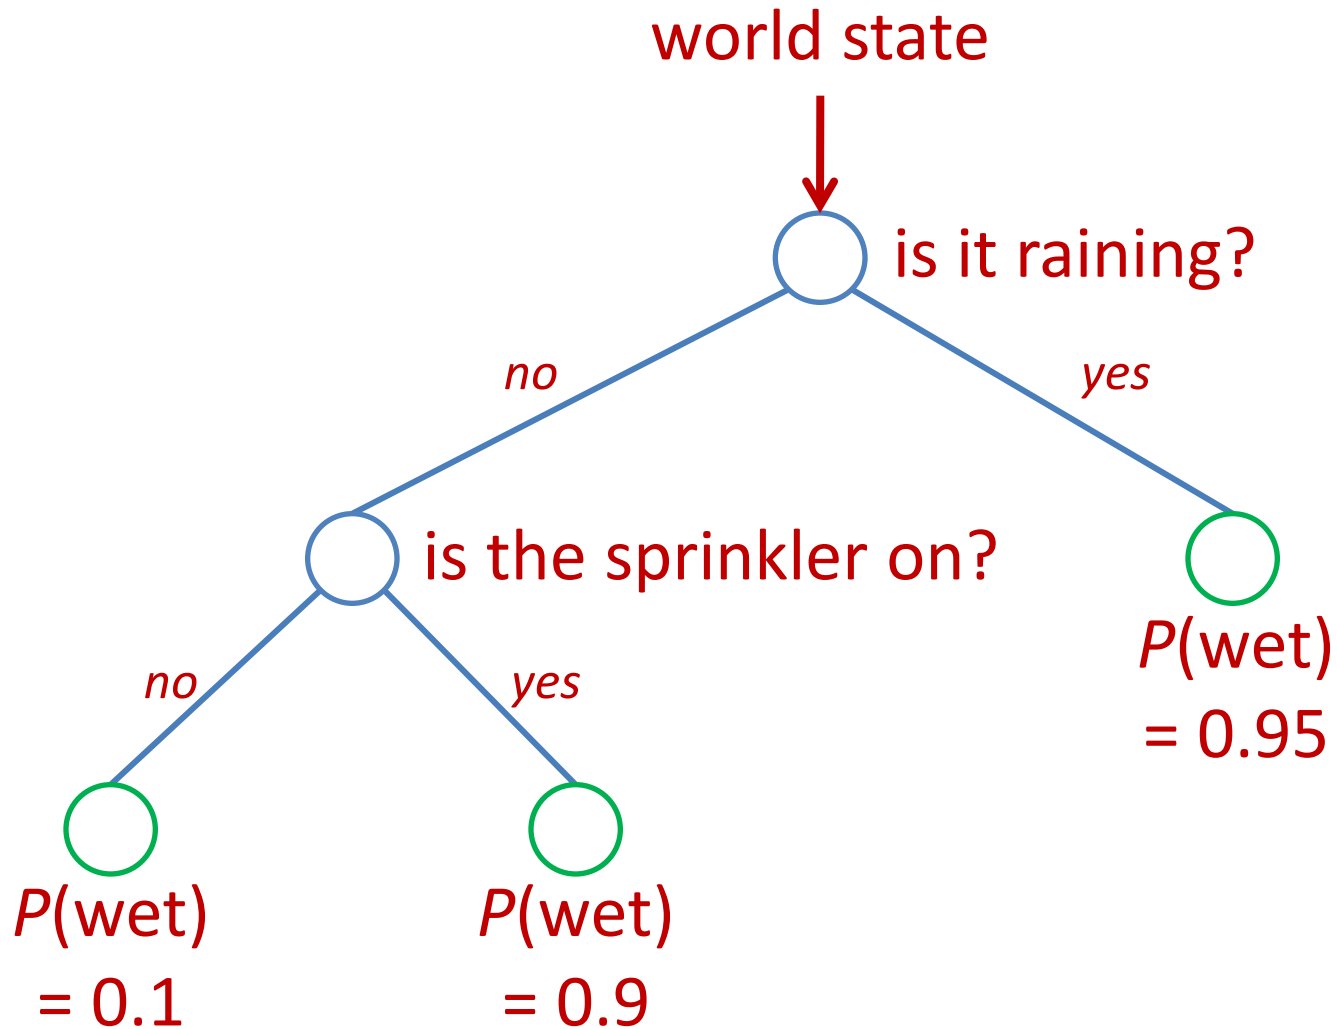 world state
is it raining?
no
yes
is the sprinkler on?
P(wet)
= 0.95
no
yes
P(wet)
= 0.1
P(wet)
= 0.9